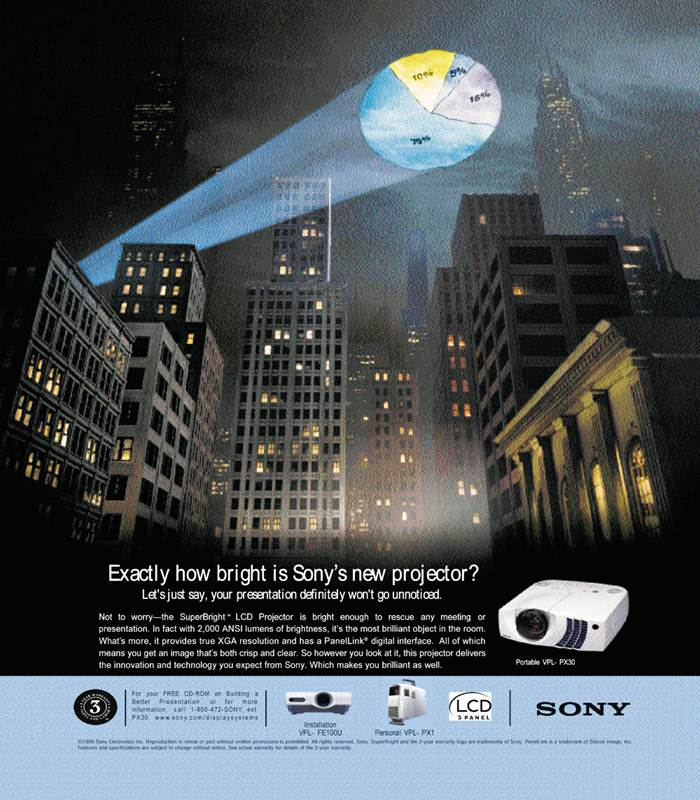 10%
5%
15%
Exactly how bright is Sony's new projector?
Let's just say, your presentation definitely won't go unnoticed.
Not to worry—the SuperBright™ LCD Projector is bright enough to rescue any meeting or
presentation. In fact with 2,000 ANSI lumens of brightness, it's the most brilliant object in the room.
What's more, it provides true XGA resolution and has a PanelLink® digital interface. All of which
means you get an image that's both crisp and clear. So however you look at it, this projector delivers
the innovation and technology you expect from Sony. Which makes you brilliant as well.
Portable VPL- PX30
3
For your FREE CD-ROM on Building a
Better Presentation or for more
information, call 1-800-472-SONY, ext.
PX30. www.sony.com/displaysystems
Installation
VPL- FE100U
Personal VPL- PX1
LCD
3 PANEL
SONY
©1999 Sony Electronics Inc. Reproduction in whole or part without written permission is prohibited. All rights reserved. Sony, SuperBright and the 3-year warranty logo are trademarks of Sony. PanelLink is a trademark of Silicon Image, Inc.
Features and specifications are subject to change without notice. See actual warranty for details of the 3-year warranty.